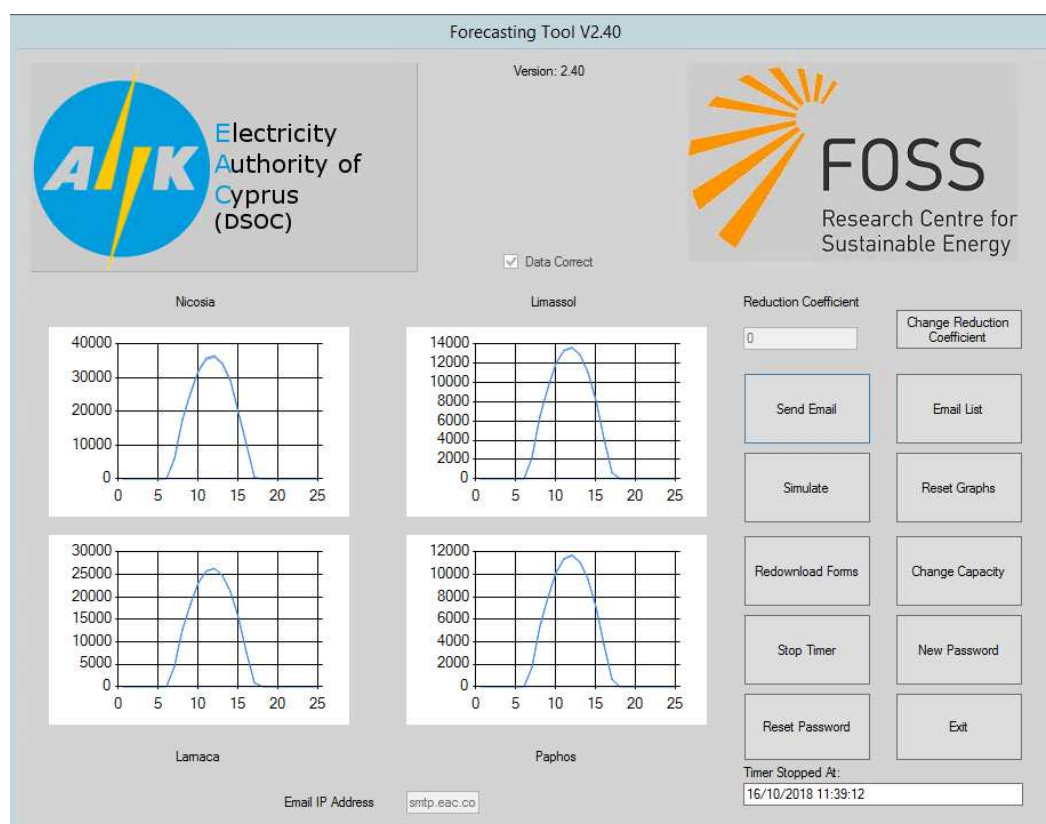 Forecasting Tool V2.40
Version: 2.40
AHK
Electricity
Authority of
Cyprus
(DSOC)
FOSS
Research Centre for
Sustainable Energy
Data Correct
Nicosia
40000
30000
20000
10000
0
0 5 10 15 20 25
Limassol
14000
12000
10000
8000
6000
4000
2000
0
0 5 10 15 20 25
30000
25000
20000
15000
10000
5000
0
0 5 10 15 20 25
Larnaca
12000
10000
8000
6000
4000
2000
0
0 5 10 15 20 25
Paphos
Reduction Coefficient
0
Change Reduction
Coefficient
Send Email
Email List
Simulate
Reset Graphs
Redownload Forms
Change Capacity
Stop Timer
New Password
Reset Password
Exit
Timer Stopped At:
16/10/2018 11:39:12
Email IP Address
smtp.eac.co